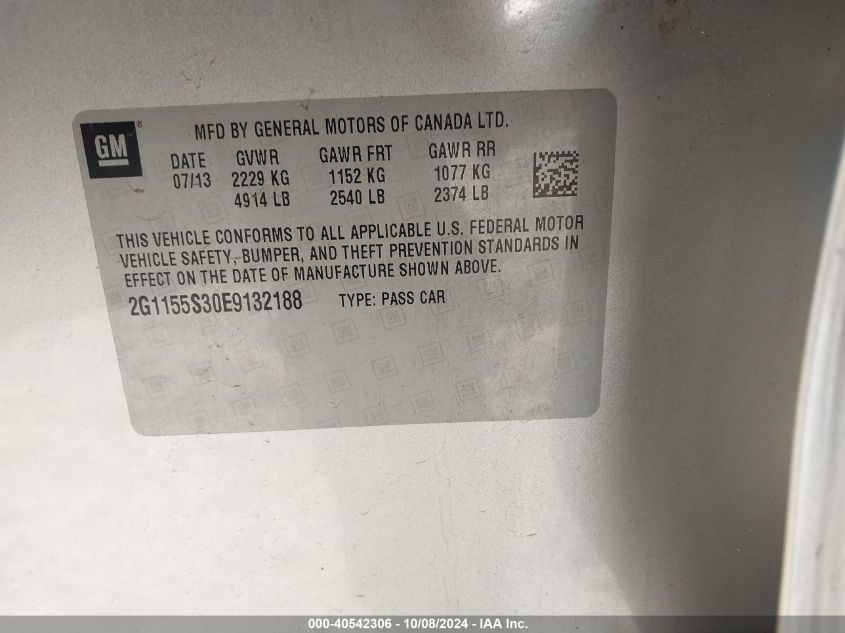 GM® MFD BY GENERAL MOTORS OF CANADA LTD.
DATE GVWR GAWR FRT GAWR RR
07/13 2229 KG 1152 KG 1077 KG
4914 LB 2540 LB 2374 LB
THIS VEHICLE CONFORMS TO ALL APPLICABLE U.S. FEDERAL MOTOR
VEHICLE SAFETY, BUMPER, AND THEFT PREVENTION STANDARDS IN
EFFECT ON THE DATE OF MANUFACTURE SHOWN ABOVE.
2G1155S30E9132188 TYPE: PASS CAR
000-40542306 - 10/08/2024 - IAA Inc.